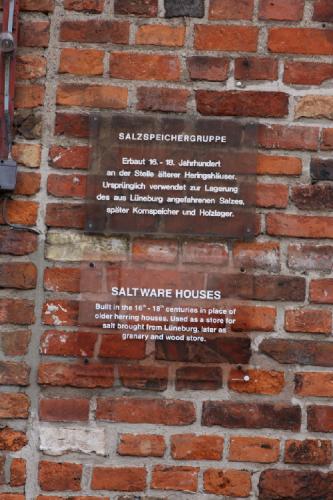 SALZSPEICHERGRUPPE
Erbaut 16. - 18. Jahrhundert
an der Stelle älterer Heringshäuser.
Ursprünglich verwendet zur Lagerung
des aus Lüneburg angefahrenen Salzes,
später Kornspeicher und Holzlager.
SALTWARE HOUSES
Built in the 16th - 18th centuries in place of
older herring houses. Used as a store for
salt brought from Lüneburg, later as
granary and wood store.